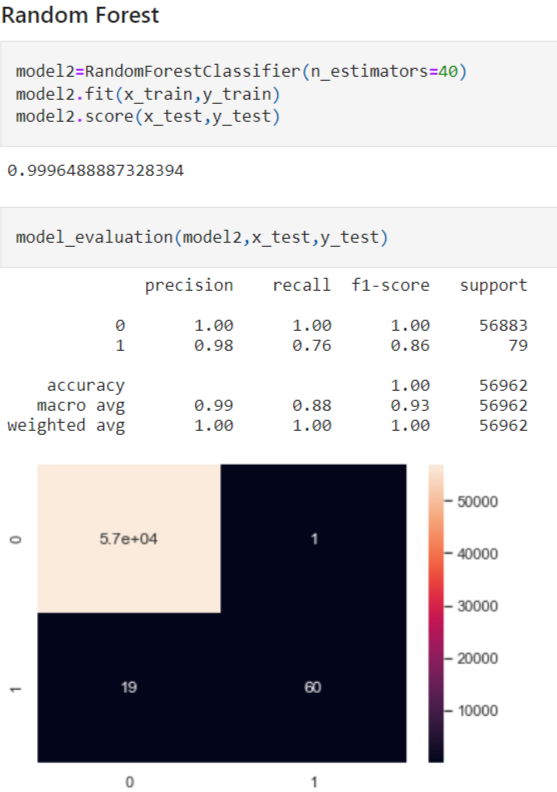 Random Forest
model2=RandomForestClassifier(n_estimators=40)
model2.fit(x_train,y_train)
model2.score(x_test,y_test)
0.9996488887328394
model_evaluation(model2,x_test,y_test)
precision recall f1-score support
0 1.00 1.00 1.00 56883
1 0.98 0.76 0.86 79
accuracy 1.00 56962
macro avg 0.99 0.88 0.93 56962
weighted avg 1.00 1.00 1.00 56962
50000
0 5.7e+04 1
40000
30000
20000
1 19 60
10000
0 1